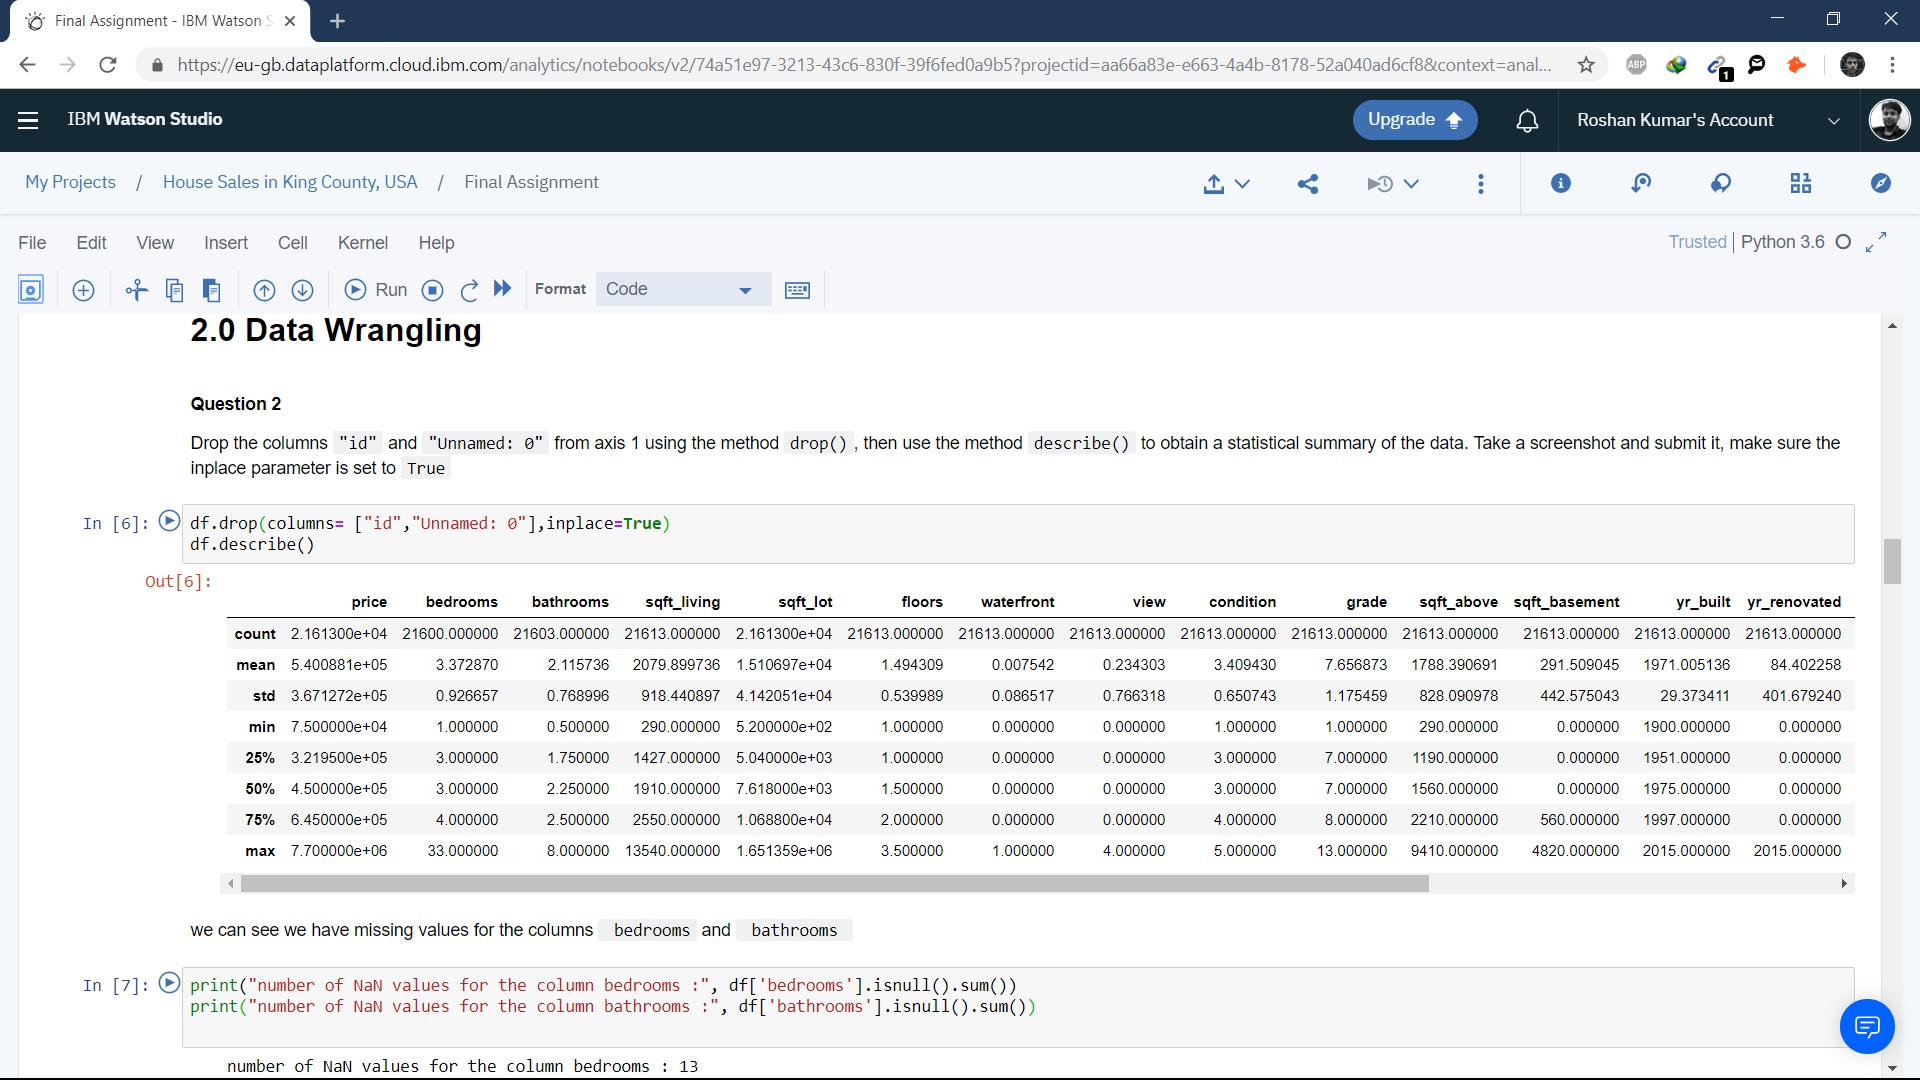 Final Assignment - IBM Watson S
https://eu-gb.dataplatform.cloud.ibm.com/analytics/notebooks/v2/74a51e97-3213-43c6-830f-39f6fed0a9b5?projectid=aa66a83e-e663-4a4b-8178-52a040ad6cf8&context=anal...
ABP
1
IBM Watson Studio
Upgrade
Roshan Kumar's Account
My Projects / House Sales in King County, USA / Final Assignment
File Edit View Insert Cell Kernel Help
Trusted | Python 3.6
Run
Format
Code
2.0 Data Wrangling
Question 2
Drop the columns "id" and "Unnamed: 0" from axis 1 using the method drop() , then use the method describe() to obtain a statistical summary of the data. Take a screenshot and submit it, make sure the
inplace parameter is set to True
In [6]: df.drop(columns= ["id","Unnamed: 0"],inplace=True)
df.describe()
Out[6]:
price bedrooms bathrooms sqft_living sqft_lot floors waterfront view condition grade sqft_above sqft_basement yr_built yr_renovated
count 2.161300e+04 21600.000000 21603.000000 21613.000000 2.161300e+04 21613.000000 21613.000000 21613.000000 21613.000000 21613.000000 21613.000000 21613.000000 21613.000000 21613.000000
mean 5.400881e+05 3.372870 2.115736 2079.899736 1.510697e+04 1.494309 0.007542 0.234303 3.409430 7.656873 1788.390691 291.509045 1971.005136 84.402258
std 3.671272e+05 0.926657 0.768996 918.440897 4.142051e+04 0.539989 0.086517 0.766318 0.650743 1.175459 828.090978 442.575043 29.373411 401.679240
min 7.500000e+04 1.000000 0.500000 290.000000 5.200000e+02 1.000000 0.000000 0.000000 1.000000 1.000000 290.000000 0.000000 1900.000000 0.000000
25% 3.219500e+05 3.000000 1.750000 1427.000000 5.040000e+03 1.000000 0.000000 0.000000 3.000000 7.000000 1190.000000 0.000000 1951.000000 0.000000
50% 4.500000e+05 3.000000 2.250000 1910.000000 7.618000e+03 1.500000 0.000000 0.000000 3.000000 7.000000 1560.000000 0.000000 1975.000000 0.000000
75% 6.450000e+05 4.000000 2.500000 2550.000000 1.068800e+04 2.000000 0.000000 0.000000 4.000000 8.000000 2210.000000 560.000000 1997.000000 0.000000
max 7.700000e+06 33.000000 8.000000 13540.000000 1.651359e+06 3.500000 1.000000 4.000000 5.000000 13.000000 9410.000000 4820.000000 2015.000000 2015.000000
we can see we have missing values for the columns bedrooms and bathrooms
In [7]: print("number of NaN values for the column bedrooms :", df['bedrooms'].isnull().sum())
print("number of NaN values for the column bathrooms :", df['bathrooms'].isnull().sum())
number of NaN values for the column bedrooms : 13